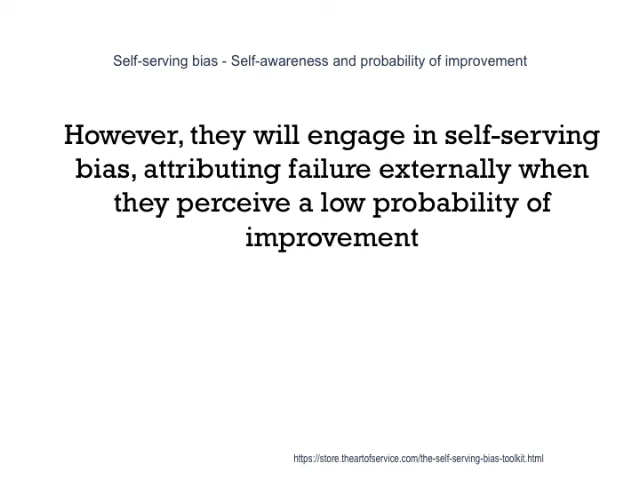 Self-serving bias - Self-awareness and probability of improvement
However, they will engage in self-serving
bias, attributing failure externally when
they perceive a low probability of
improvement
https://store.theartofservice.com/the-self-serving-bias-toolkit.html